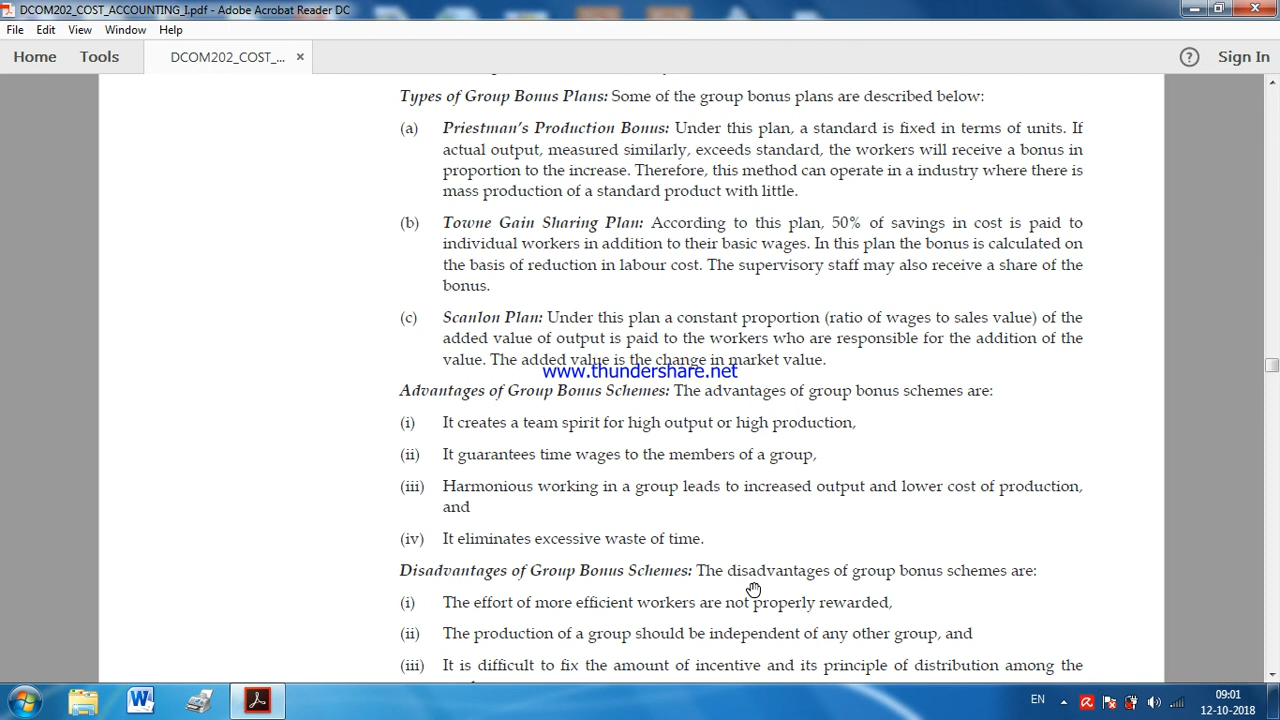 DCOM202_COST_ACCOUNTING_I.pdf - Adobe Acrobat Reader DC
File Edit View Window Help
Home Tools DCOM202_COST_... × ? Sign In
Types of Group Bonus Plans: Some of the group bonus plans are described below:
(a) Priestman's Production Bonus: Under this plan, a standard is fixed in terms of units. If
actual output, measured similarly, exceeds standard, the workers will receive a bonus in
proportion to the increase. Therefore, this method can operate in a industry where there is
mass production of a standard product with little.
(b) Towne Gain Sharing Plan: According to this plan, 50% of savings in cost is paid to
individual workers in addition to their basic wages. In this plan the bonus is calculated on
the basis of reduction in labour cost. The supervisory staff may also receive a share of the
bonus.
(c) Scanlon Plan: Under this plan a constant proportion (ratio of wages to sales value) of the
added value of output is paid to the workers who are responsible for the addition of the
value. The added value is the change in market value.
www.thundershare.net
Advantages of Group Bonus Schemes: The advantages of group bonus schemes are:
(i) It creates a team spirit for high output or high production,
(ii) It guarantees time wages to the members of a group,
(iii) Harmonious working in a group leads to increased output and lower cost of production,
and
(iv) It eliminates excessive waste of time.
Disadvantages of Group Bonus Schemes: The disadvantages of group bonus schemes are:
(i) The effort of more efficient workers are not properly rewarded,
(ii) The production of a group should be independent of any other group, and
(iii) It is difficult to fix the amount of incentive and its principle of distribution among the
EN 09:01
12-10-2018